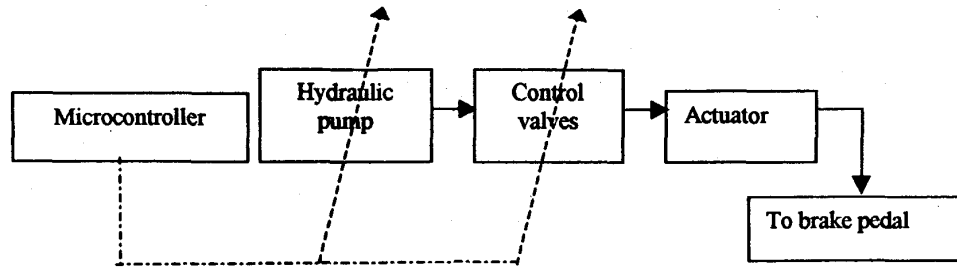 Microcontroller
Hydraulic
pump
Control
valves
Actuator
To brake pedal